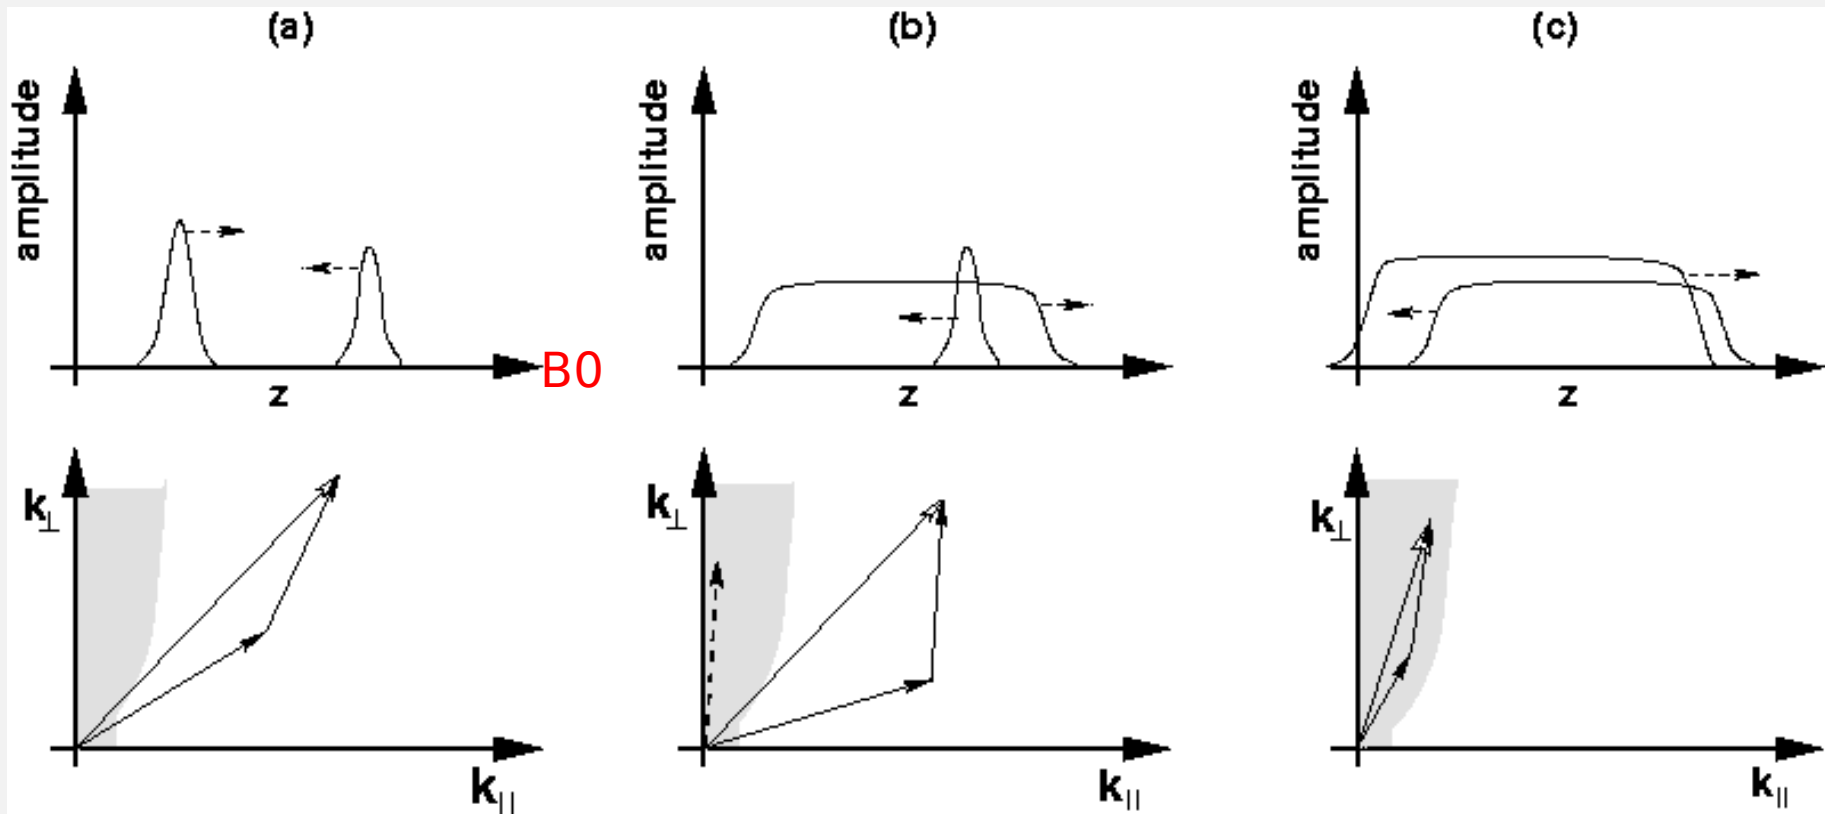 (a)
(b)
(c)
amplitude
amplitude
amplitude
z
B0
z
z
k⊥
k⊥
k⊥
k||
k||
k||